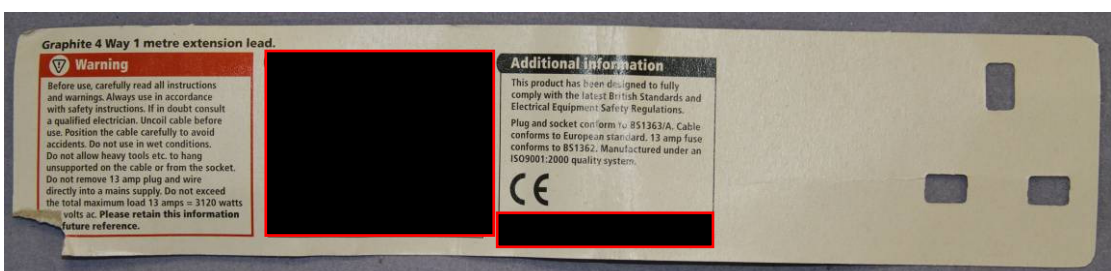 Graphite 4 Way 1 metre extension lead.
Warning
Before use, carefully read all instructions
and warnings. Always use in accordance
with safety instructions. If in doubt consult
a qualified electrician. Uncoil cable before
use. Position the cable carefully to avoid
accidents. Do not use in wet conditions.
Do not allow heavy tools etc. to hang
unsupported on the cable or from the socket.
Do not remove 13 amp plug and wire
directly into a mains supply. Do not exceed
the total maximum load 13 amps = 3120 watts
volts ac. Please retain this information
future reference.
Additional information
This product has been designed to fully
comply with the latest British Standards and
Electrical Equipment Safety Regulations.
Plug and socket conform to BS1363/A. Cable
conforms to European standard. 13 amp fuse
conforms to BS1362. Manufactured under an
ISO9001:2000 quality system.
CE